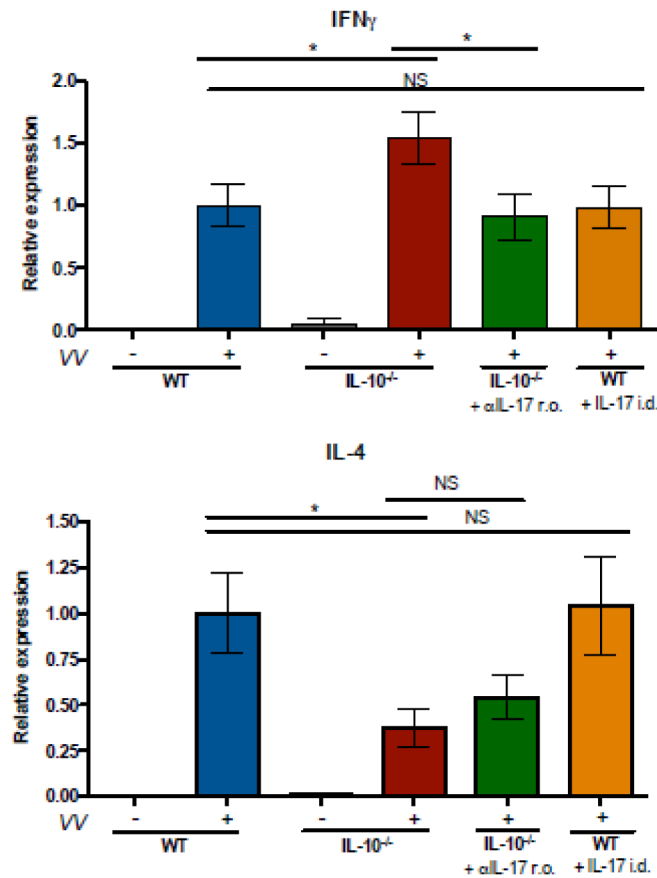 IFNγ
* *
NS
Relative expression
2.0
1.5
1.0
0.5
0.0
VV - + - + + +
WT IL-10-/- IL-10-/- WT
+ αIL-17 r.o. + IL-17 i.d.
IL-4
NS
* NS
Relative expression
1.50
1.25
1.00
0.75
0.50
0.25
0.00
VV - + - + + +
WT IL-10-/- IL-10-/- WT
+ αIL-17 r.o. + IL-17 i.d.